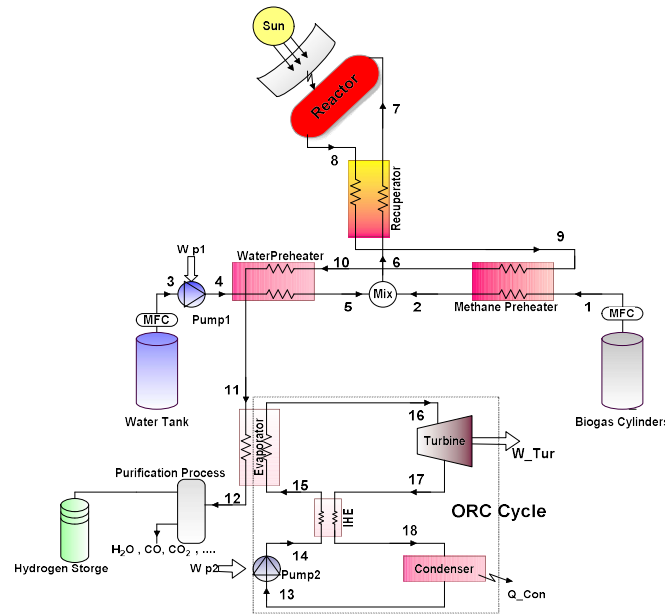 Sun
Reactor
7
8
Recuperator
9
W p1
WaterPreheater
10
6
3
4
MFC
Pump1
5
Mix
2
Methane Preheater
1
MFC
Water Tank
Biogas Cylinders
11
16
Evaporator
Turbine
W_Tur
15
17
Purification Process
12
IHE
ORC Cycle
14
18
H2O , CO, CO2 , ....
Hydrogen Storge
W p2
Pump2
Condenser
13
Q_Con